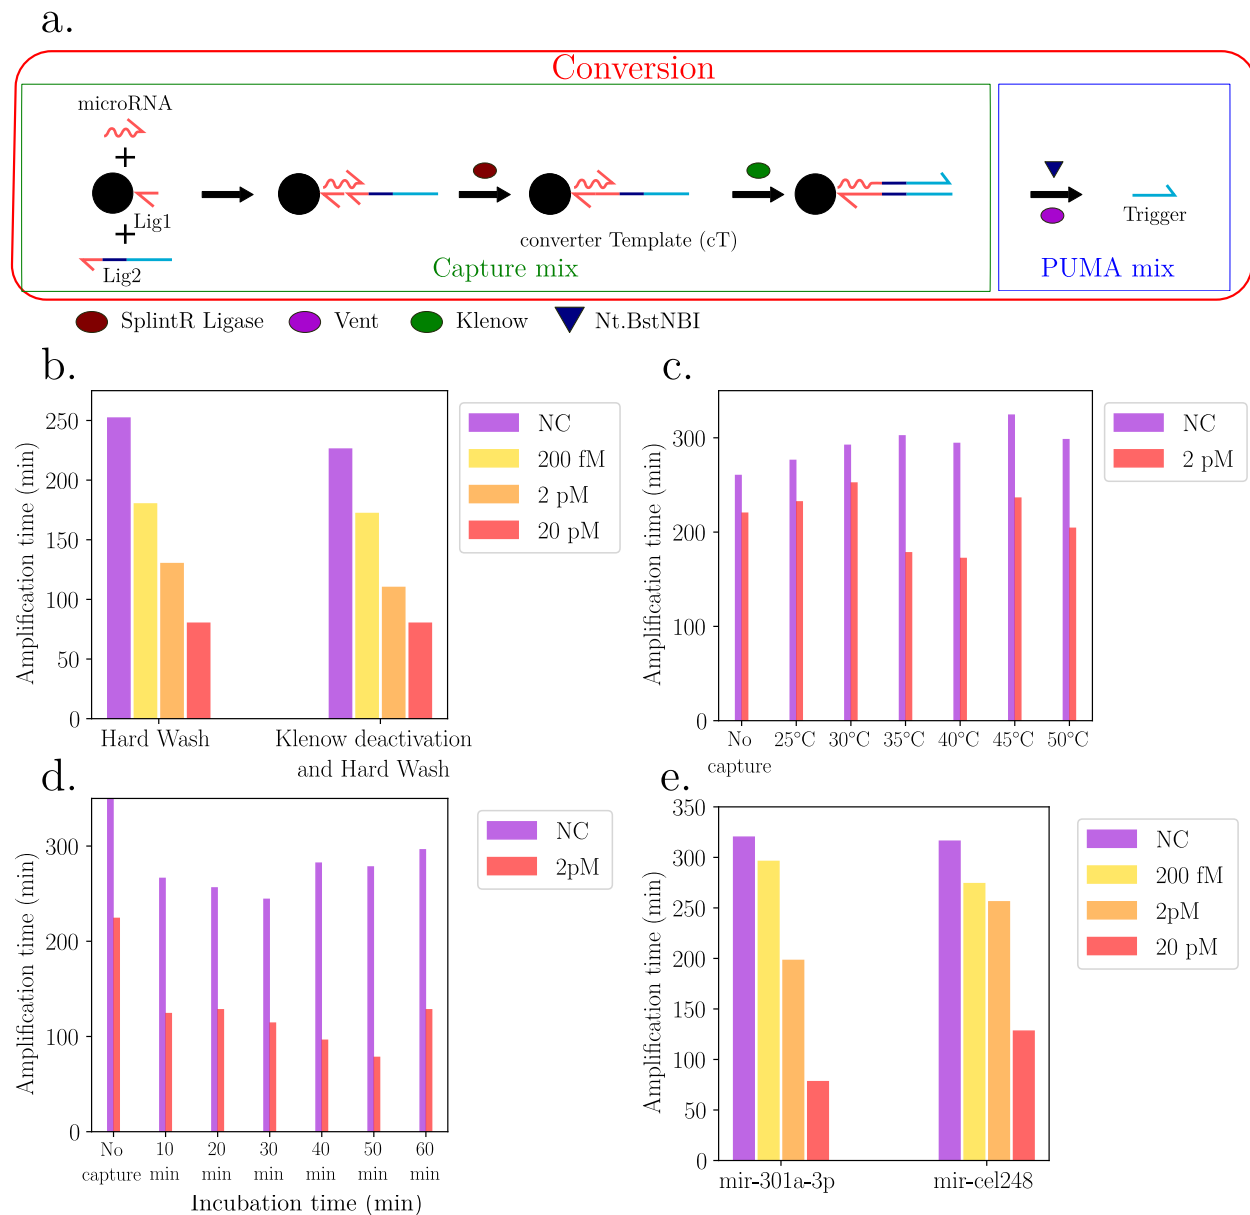 a.
Conversion
microRNA
+
Lig1
+
Lig2
converter Template (cT)
Capture mix
Trigger
PUMA mix
SplintR Ligase
Vent
Klenow
Nt.BstNBI
b.
Amplification time (min)
250
200
150
100
50
0
Hard Wash
Klenow deactivation
and Hard Wash
NC
200 fM
2 pM
20 pM
c.
Amplification time (min)
300
200
100
0
No
capture
25°C
30°C
35°C
40°C
45°C
50°C
NC
2 pM
d.
Amplification time (min)
300
200
100
0
No
capture
10
min
20
min
30
min
40
min
50
min
60
min
Incubation time (min)
NC
2pM
e.
Amplification time (min)
350
300
250
200
150
100
50
0
mir-301a-3p
mir-cel248
NC
200 fM
2pM
20 pM